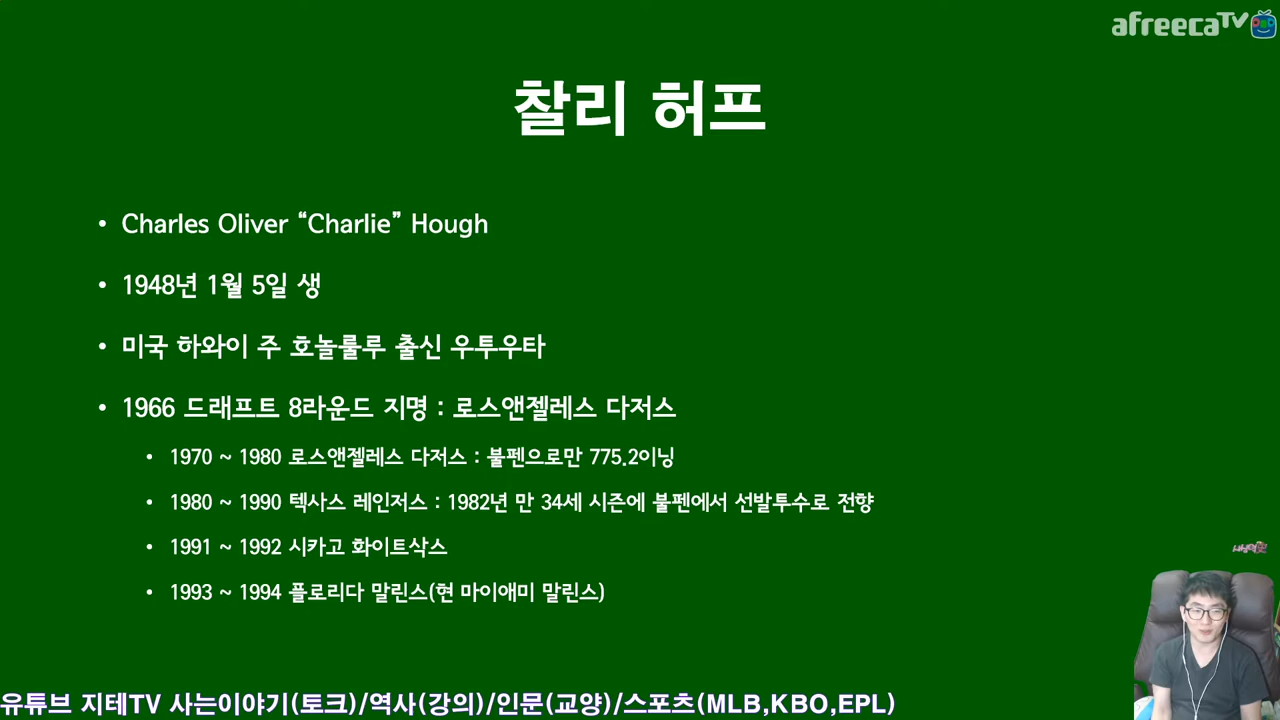 afreecaTV
찰리 허프
• Charles Oliver “Charlie” Hough
• 1948년 1월 5일 생
• 미국 하와이 주 호놀룰루 출신 우투우타
• 1966 드래프트 8라운드 지명 : 로스앤젤레스 다저스
• 1970 ~ 1980 로스앤젤레스 다저스 : 불펜으로만 775.2이닝
• 1980 ~ 1990 텍사스 레인저스 : 1982년 만 34세 시즌에 불펜에서 선발투수로 전향
• 1991 ~ 1992 시카고 화이트삭스
• 1993 ~ 1994 플로리다 말린스(현 마이애미 말린스)
유튜브 지테TV 사는이야기(토크)/역사(강의)/인문(교양)/스포츠(MLB,KBO,EPL)